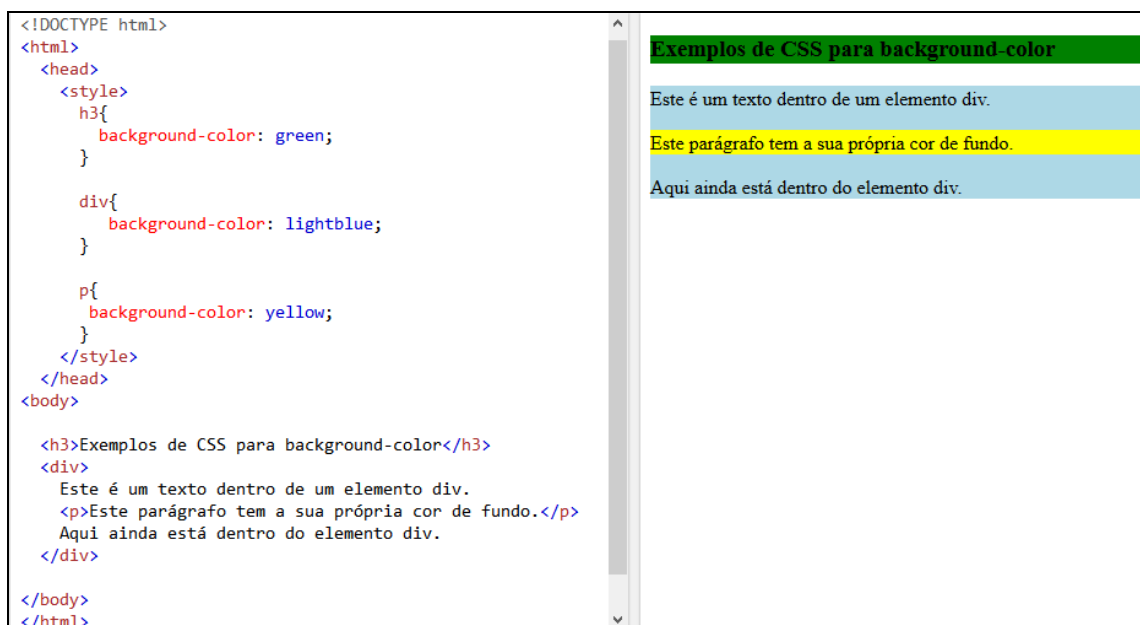 <!DOCTYPE html>
<html>
<head>
<style>
h3{
background-color: green;
}
div{
background-color: lightblue;
}
p{
background-color: yellow;
}
</style>
</head>
<body>
<h3>Exemplos de CSS para background-color</h3>
<div>
Este é um texto dentro de um elemento div.
<p>Este parágrafo tem a sua própria cor de fundo.</p>
Aqui ainda está dentro do elemento div.
</div>
</body>
</html>
Exemplos de CSS para background-color
Este é um texto dentro de um elemento div.
Este parágrafo tem a sua própria cor de fundo.
Aqui ainda está dentro do elemento div.